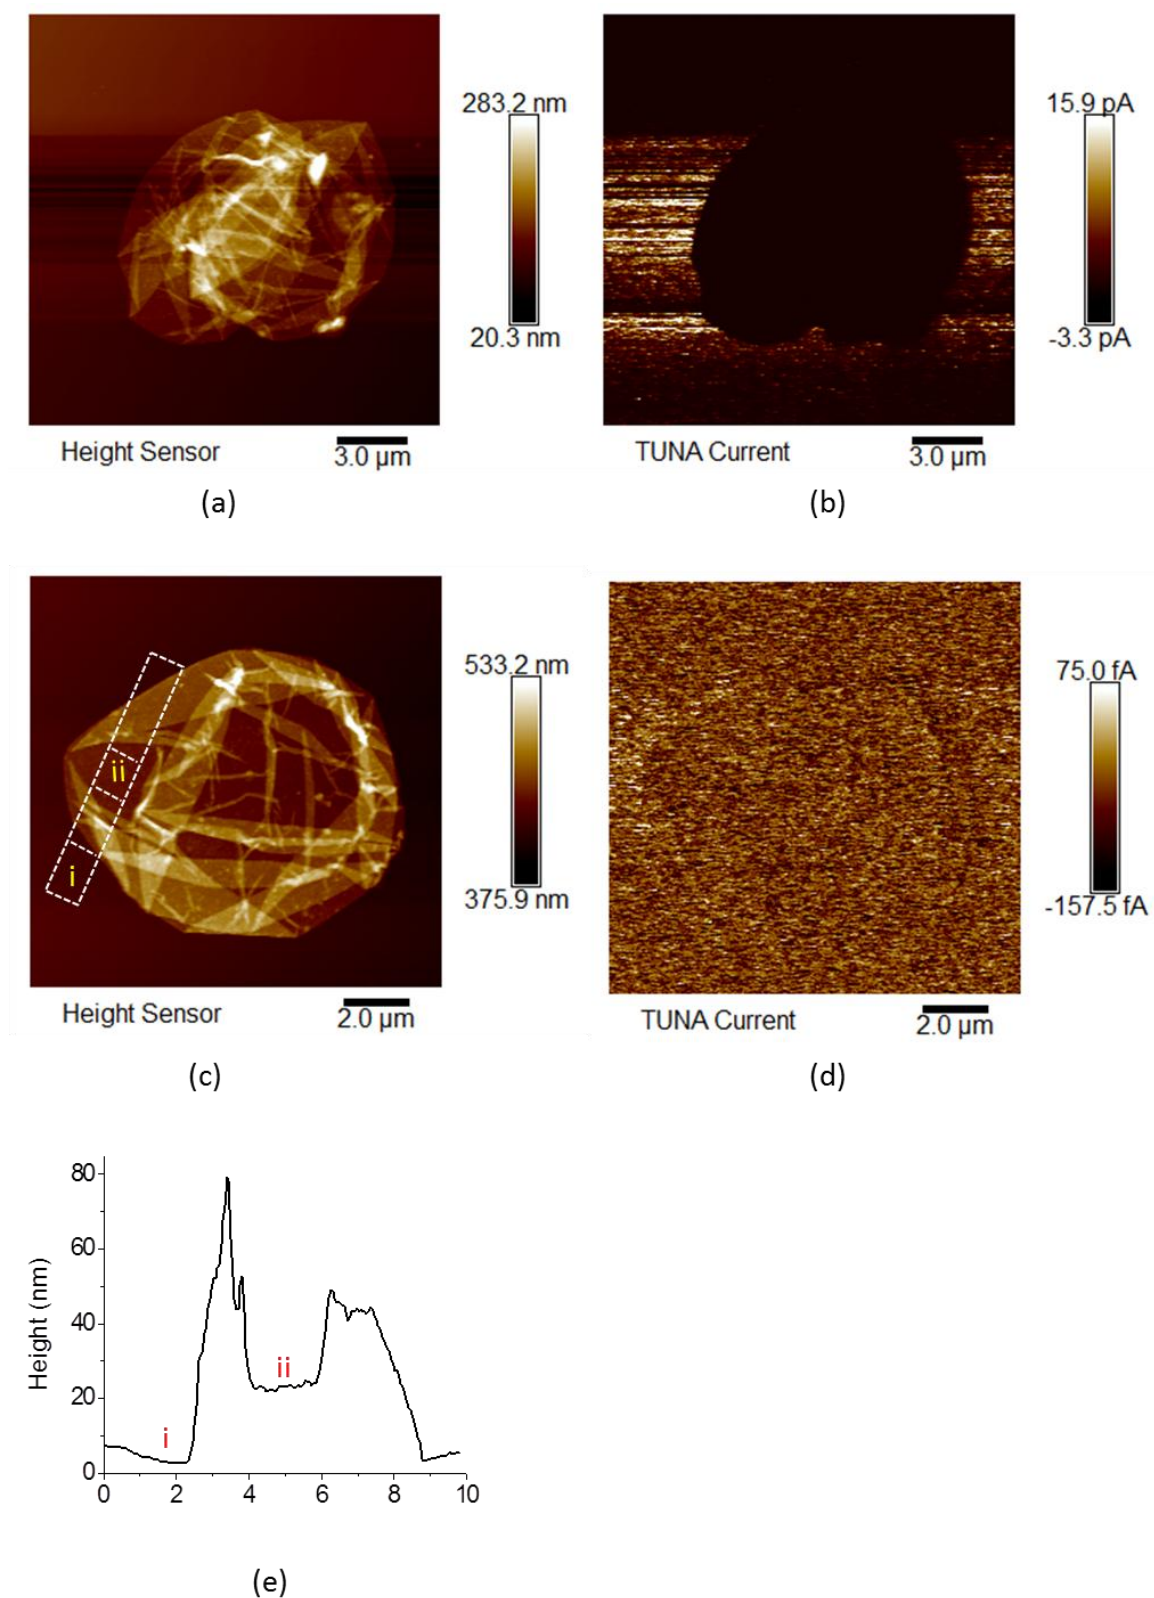 283.2 nm
20.3 nm
Height Sensor
3.0 µm
(a)
15.9 pA
-3.3 pA
TUNA Current
3.0 µm
(b)
533.2 nm
375.9 nm
ii
i
Height Sensor
2.0 µm
(c)
75.0 fA
-157.5 fA
TUNA Current
2.0 µm
(d)
Height (nm)
80
60
40
20
0
i
ii
0 2 4 6 8 10
(e)